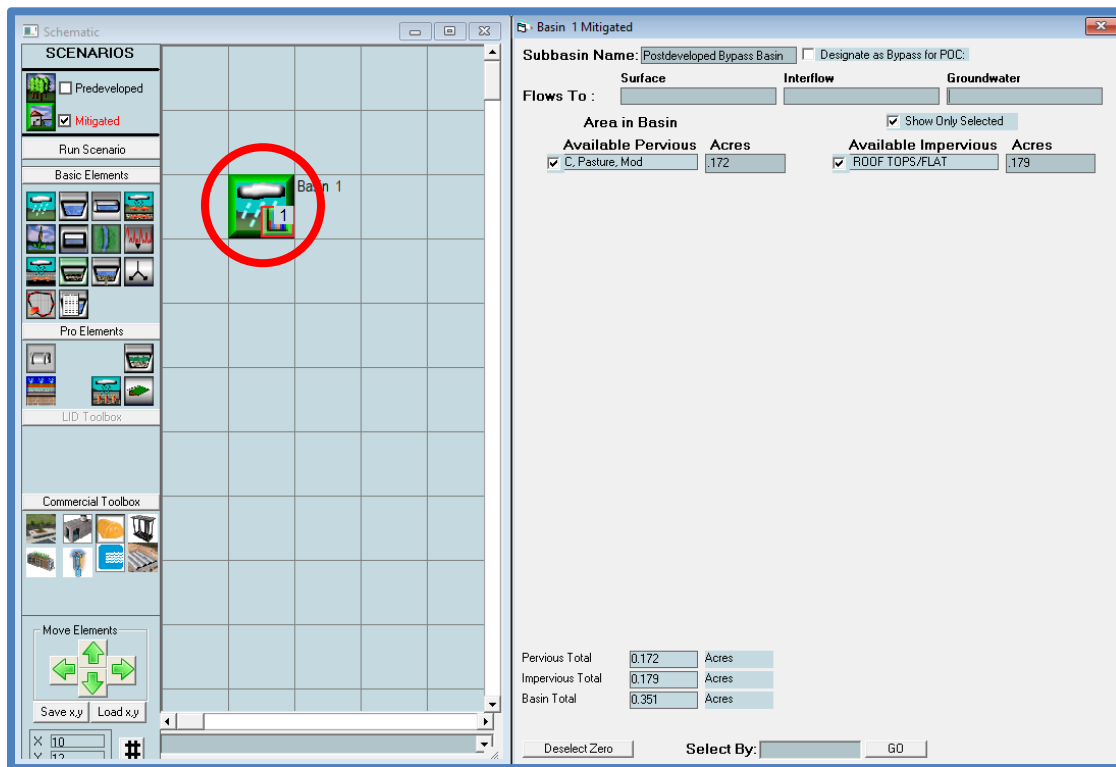 Schematic
SCENARIOS
Predeveloped
Mitigated
Run Scenario
Basic Elements
Pro Elements
LID Toolbox
Commercial Toolbox
Move Elements
Save x,y Load x,y
X 10
Y 12
#
Basin 1
1
Basin 1 Mitigated
Subbasin Name: Postdeveloped Bypass Basin Designate as Bypass for POC:
Surface Interflow Groundwater
Flows To :
Area in Basin Show Only Selected
Available Pervious Acres Available Impervious Acres
C, Pasture, Mod .172 ROOF TOPS/FLAT .179
Pervious Total 0.172 Acres
Impervious Total 0.179 Acres
Basin Total 0.351 Acres
Deselect Zero Select By: GO